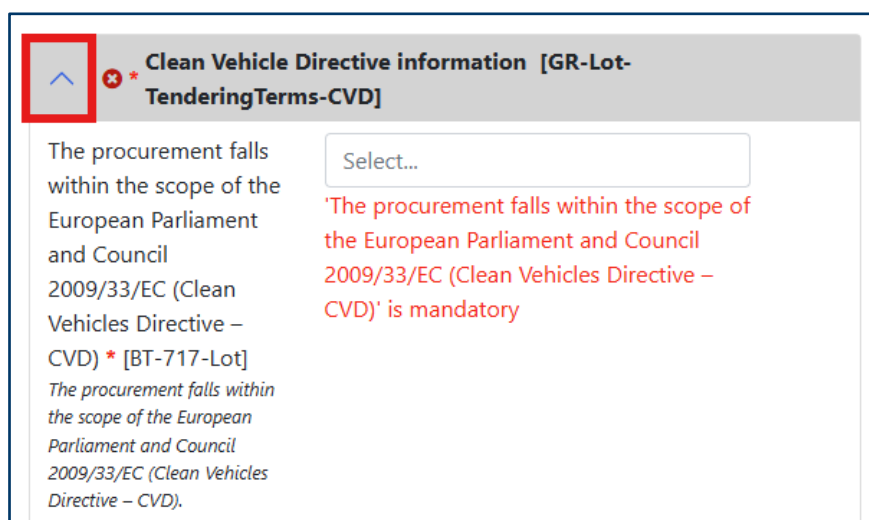 * Clean Vehicle Directive information [GR-Lot-
TenderingTerms-CVD]
The procurement falls
within the scope of the
European Parliament
and Council
2009/33/EC (Clean
Vehicles Directive –
CVD) * [BT-717-Lot]
The procurement falls within
the scope of the European
Parliament and Council
2009/33/EC (Clean Vehicles
Directive – CVD).
Select...
'The procurement falls within the scope of
the European Parliament and Council
2009/33/EC (Clean Vehicles Directive –
CVD)' is mandatory